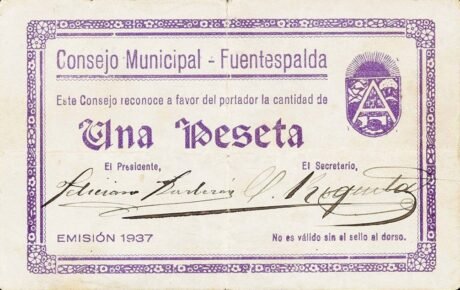 Consejo Municipal - Fuentespalda
Este Consejo reconoce a favor del portador la cantidad de
Una Peseta
El Presidente, El Secretario,
Feliciano
EMISIÓN 1937 No es válido sin el sello al dorso.